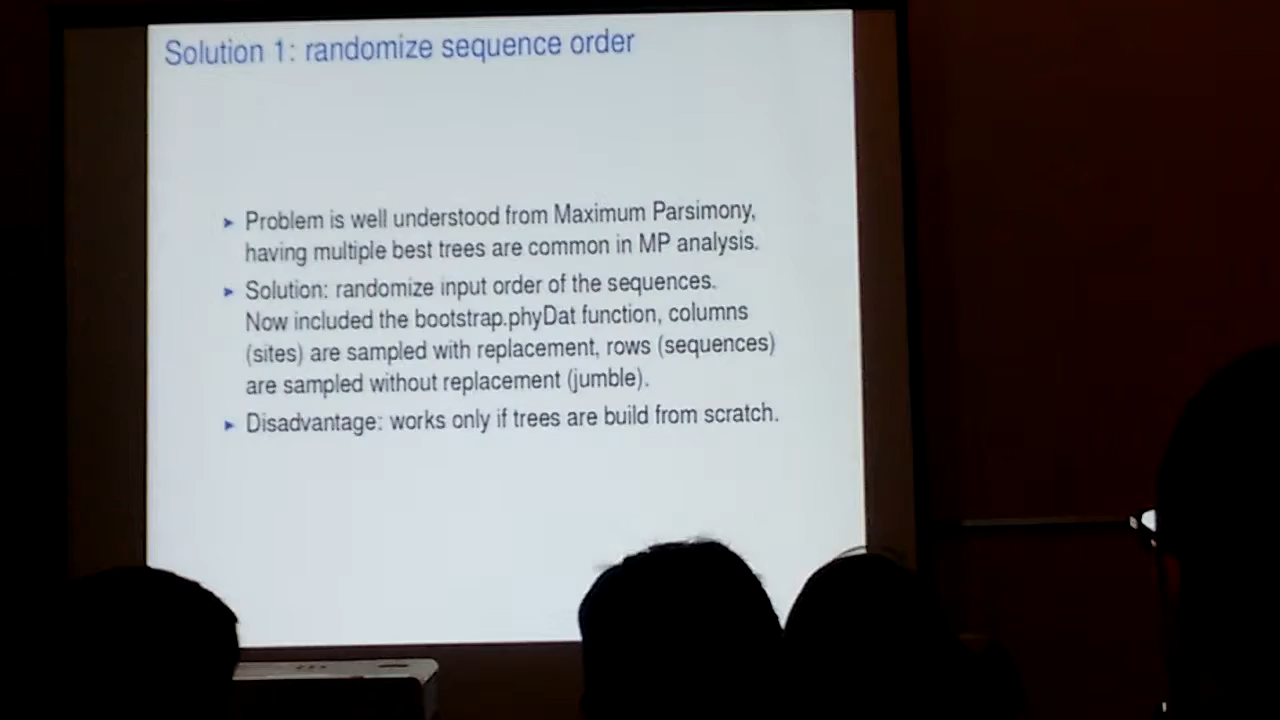 Solution 1: randomize sequence order
Problem is well understood from Maximum Parsimony,
having multiple best trees are common in MP analysis.
Solution: randomize input order of the sequences.
Now included the bootstrap.phyDat function, columns
(sites) are sampled with replacement, rows (sequences)
are sampled without replacement (jumble).
Disadvantage: works only if trees are build from scratch.